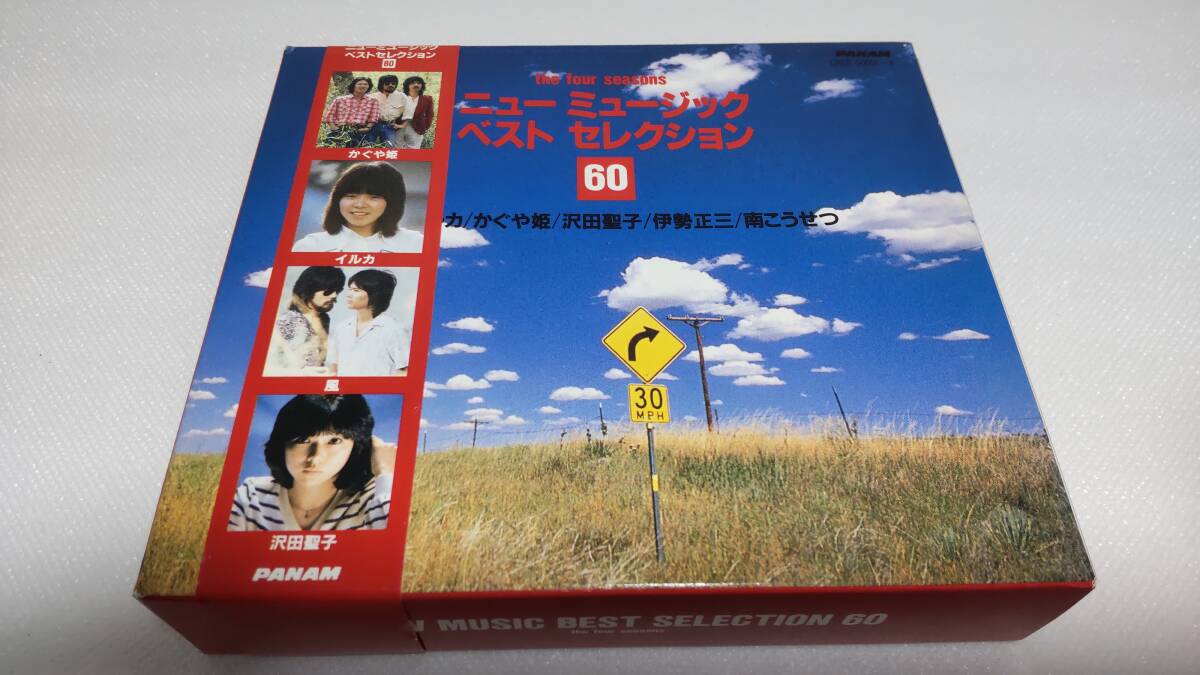 ニューミュージック
ベストセレクション
60
かぐや姫
イルカ
風
沢田聖子
PANAM
PANAM
the four seasons
ニュー ミュージック
ベスト セレクション
60
カ/かぐや姫/沢田聖子/伊勢正三/南こうせつ
30
MPH
MUSIC BEST SELECTION 60
the four seasons